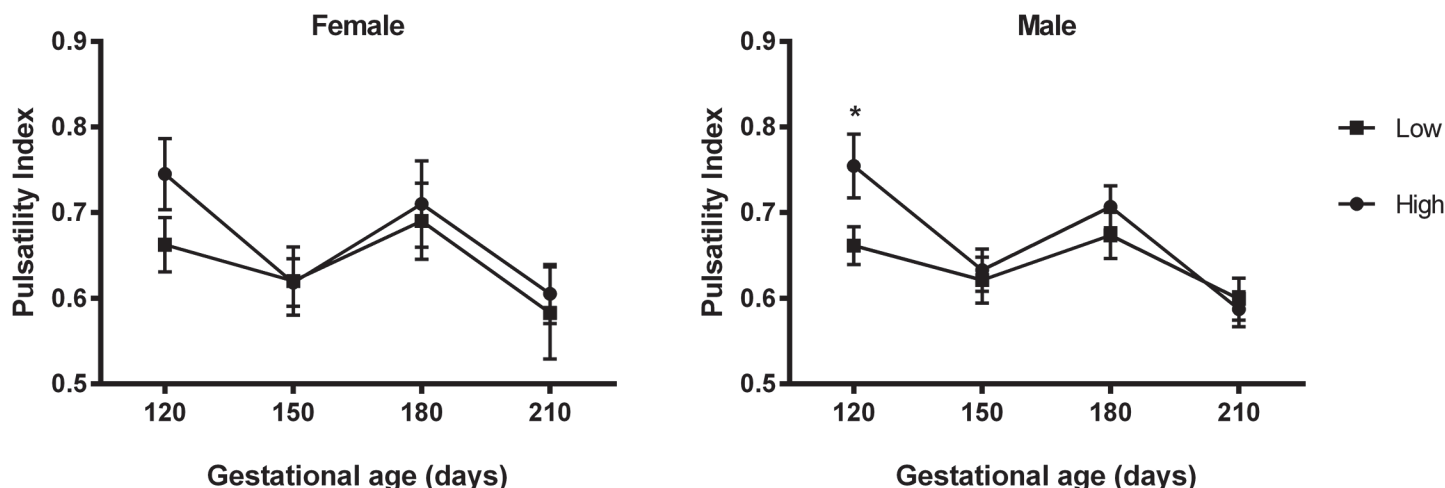 Female
Pulsatility Index
0.9
0.8
0.7
0.6
0.5
120 150 180 210
Gestational age (days)
Male
Pulsatility Index
0.9
0.8
0.7
0.6
0.5
*
120 150 180 210
Gestational age (days)
Low
High